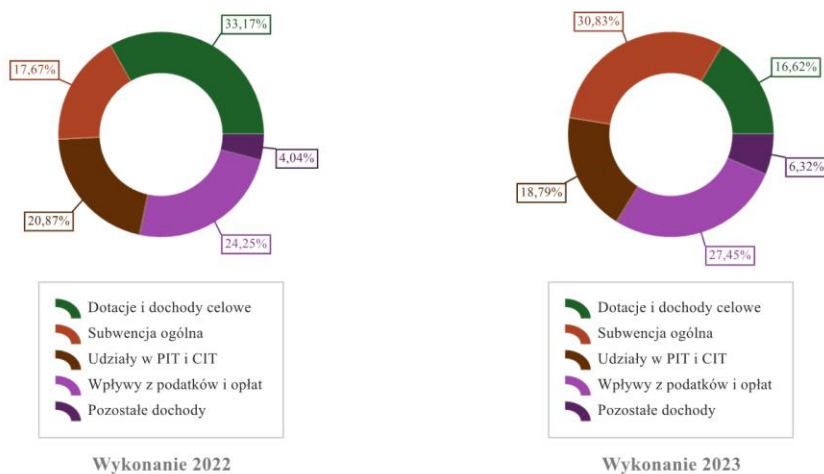 33,17%
17,67%
4,04%
20,87%
24,25%
Dotacje i dochody celowe
Subwencja ogólna
Udziały w PIT i CIT
Wpływy z podatków i opłat
Pozostałe dochody
Wykonanie 2022
30,83%
16,62%
6,32%
18,79%
27,45%
Dotacje i dochody celowe
Subwencja ogólna
Udziały w PIT i CIT
Wpływy z podatków i opłat
Pozostałe dochody
Wykonanie 2023